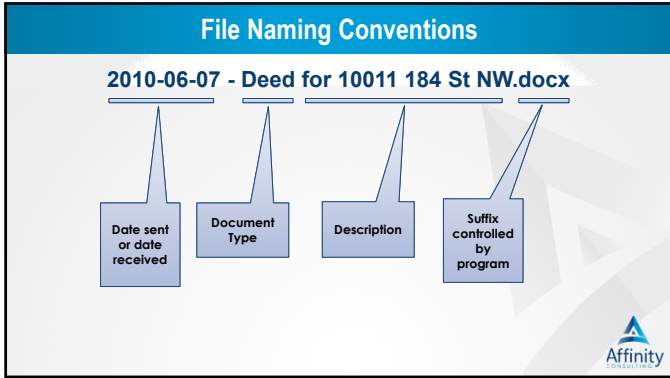 File Naming Conventions
2010-06-07 - Deed for 10011 184 St NW.docx
Date sent
or date
received
Document
Type
Description
Suffix
controlled
by
program
Affinity
CONSULTING